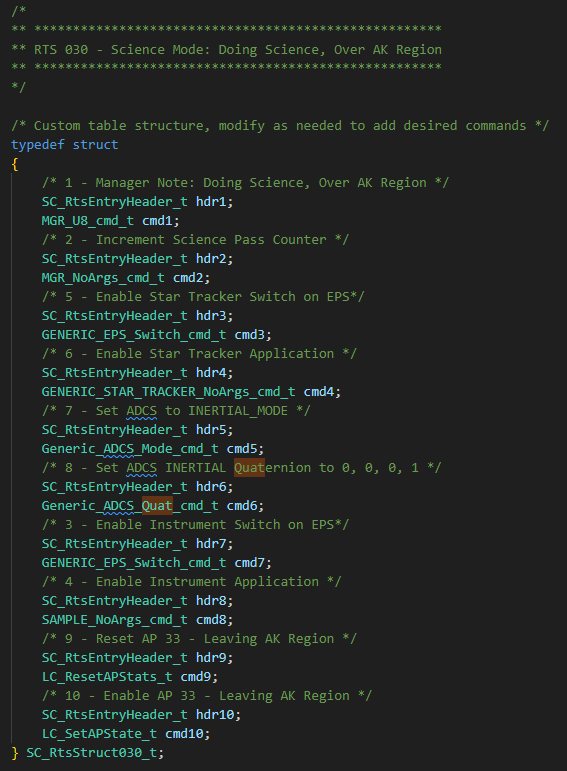 /*
** *****************************************************
** RTS 030 - Science Mode: Doing Science, Over AK Region
** *****************************************************
*/
/* Custom table structure, modify as needed to add desired commands */
typedef struct
{
/* 1 - Manager Note: Doing Science, Over AK Region */
SC_RtsEntryHeader_t hdr1;
MGR_U8_cmd_t cmd1;
/* 2 - Increment Science Pass Counter */
SC_RtsEntryHeader_t hdr2;
MGR_NoArgs_cmd_t cmd2;
/* 5 - Enable Star Tracker Switch on EPS*/
SC_RtsEntryHeader_t hdr3;
GENERIC_EPS_Switch_cmd_t cmd3;
/* 6 - Enable Star Tracker Application */
SC_RtsEntryHeader_t hdr4;
GENERIC_STAR_TRACKER_NoArgs_cmd_t cmd4;
/* 7 - Set ADCS to INERTIAL_MODE */
SC_RtsEntryHeader_t hdr5;
Generic_ADCS_Mode_cmd_t cmd5;
/* 8 - Set ADCS INERTIAL Quaternion to 0, 0, 0, 1 */
SC_RtsEntryHeader_t hdr6;
Generic_ADCS_Quat_cmd_t cmd6;
/* 3 - Enable Instrument Switch on EPS*/
SC_RtsEntryHeader_t hdr7;
GENERIC_EPS_Switch_cmd_t cmd7;
/* 4 - Enable Instrument Application */
SC_RtsEntryHeader_t hdr8;
SAMPLE_NoArgs_cmd_t cmd8;
/* 9 - Reset AP 33 - Leaving AK Region */
SC_RtsEntryHeader_t hdr9;
LC_ResetAPStats_t cmd9;
/* 10 - Enable AP 33 - Leaving AK Region */
SC_RtsEntryHeader_t hdr10;
LC_SetAPState_t cmd10;
} SC_RtsStruct030_t;